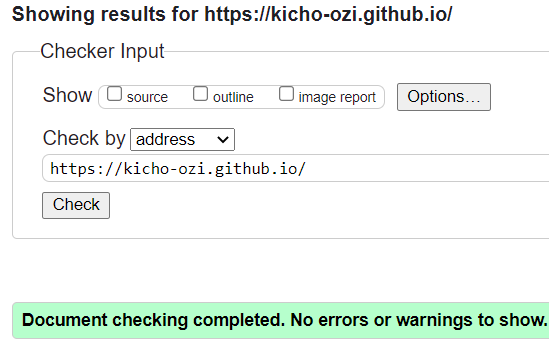 Showing results for https://kicho-ozi.github.io/
Checker Input
Show source outline image report Options...
Check by address
https://kicho-ozi.github.io/
Check
Document checking completed. No errors or warnings to show.